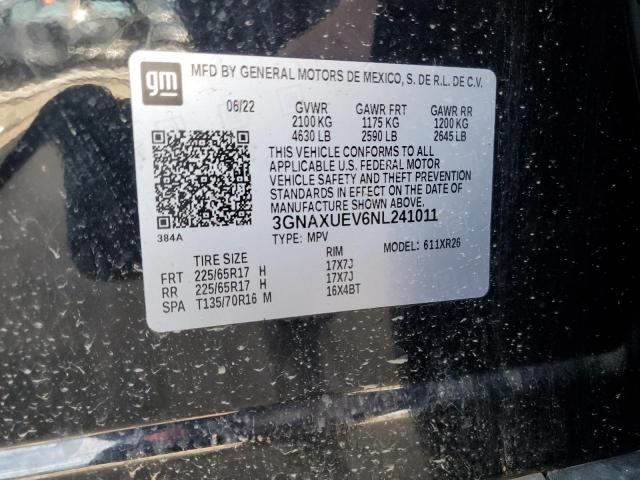 gm MFD BY GENERAL MOTORS DE MEXICO, S. DE R.L. DE C.V.
06/22 GVWR GAWR FRT GAWR RR
2100 KG 1175 KG 1200 KG
4630 LB 2590 LB 2645 LB
THIS VEHICLE CONFORMS TO ALL
APPLICABLE U.S. FEDERAL MOTOR
VEHICLE SAFETY AND THEFT PREVENTION
STANDARDS IN EFFECT ON THE DATE OF
MANUFACTURE SHOWN ABOVE.
384A 3GNAXUEV6NL241011
TYPE: MPV MODEL: 611XR26
TIRE SIZE RIM
FRT 225/65R17 H 17X7J
RR 225/65R17 H 17X7J
SPA T135/70R16 M 16X4BT